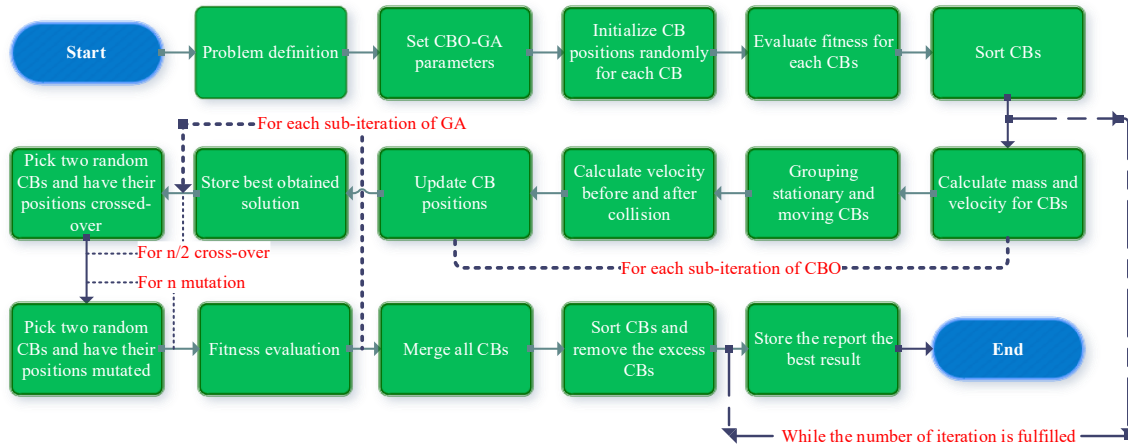 Start
Problem definition
Set CBO-GA
parameters
Initialize CB
positions randomly
for each CB
Evaluate fitness for
each CBs
Sort CBs
For each sub-iteration of GA
Pick two random
CBs and have their
positions crossed-
over
Store best obtained
solution
Update CB
positions
Calculate velocity
before and after
collision
Grouping
stationary and
moving CBs
Calculate mass and
velocity for CBs
For n/2 cross-over
For each sub-iteration of CBO
For n mutation
Pick two random
CBs and have their
positions mutated
Fitness evaluation
Merge all CBs
Sort CBs and
remove the excess
CBs
Store the report the
best result
End
While the number of iteration is fulfilled